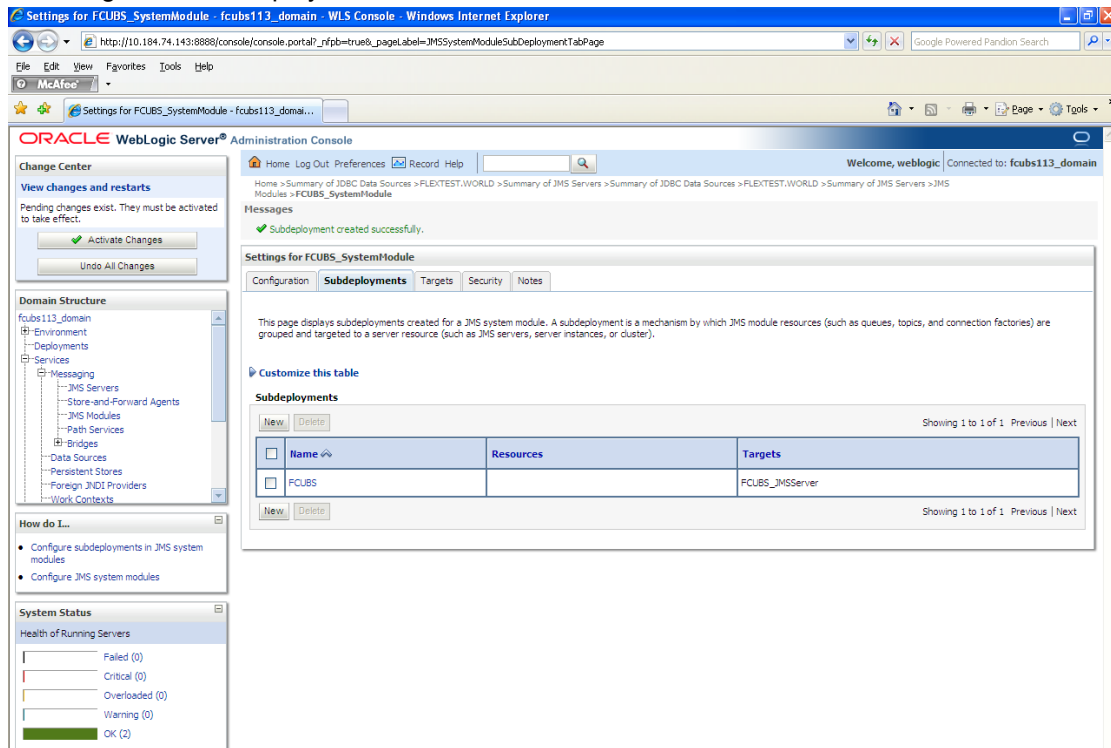 Settings for FCUBS_SystemModule - fcubs113_domain - WLS Console - Windows Internet Explorer
http://10.184.74.143:8888/console/console.portal?_nfpb=true&_pageLabel=JMSSystemModuleSubDeploymentTabPage
Google Powered Pandion Search
File Edit View Favorites Tools Help
McAfee
Settings for FCUBS_SystemModule - fcubs113_domai...
Page Tools
ORACLE WebLogic Server® Administration Console
Change Center
View changes and restarts
Pending changes exist. They must be activated
to take effect.
Activate Changes
Undo All Changes
Domain Structure
fcubs113_domain
Environment
Deployments
Services
Messaging
JMS Servers
Store-and-Forward Agents
JMS Modules
Path Services
Bridges
Data Sources
Persistent Stores
Foreign JNDI Providers
Work Contexts
How do I...
Configure subdeployments in JMS system
modules
Configure JMS system modules
System Status
Health of Running Servers
Failed (0)
Critical (0)
Overloaded (0)
Warning (0)
OK (2)
Home Log Out Preferences Record Help
Welcome, weblogic Connected to: fcubs113_domain
Home >Summary of JDBC Data Sources >FLEXTEST.WORLD >Summary of JMS Servers >Summary of JDBC Data Sources >FLEXTEST.WORLD >Summary of JMS Servers >JMS
Modules >FCUBS_SystemModule
Messages
Subdeployment created successfully.
Settings for FCUBS_SystemModule
Configuration Subdeployments Targets Security Notes
This page displays subdeployments created for a JMS system module. A subdeployment is a mechanism by which JMS module resources (such as queues, topics, and connection factories) are
grouped and targeted to a server resource (such as JMS servers, server instances, or cluster).
Customize this table
Subdeployments
New Delete Showing 1 to 1 of 1 Previous | Next
Name Resources Targets
FCUBS FCUBS_JMSServer
New Delete Showing 1 to 1 of 1 Previous | Next